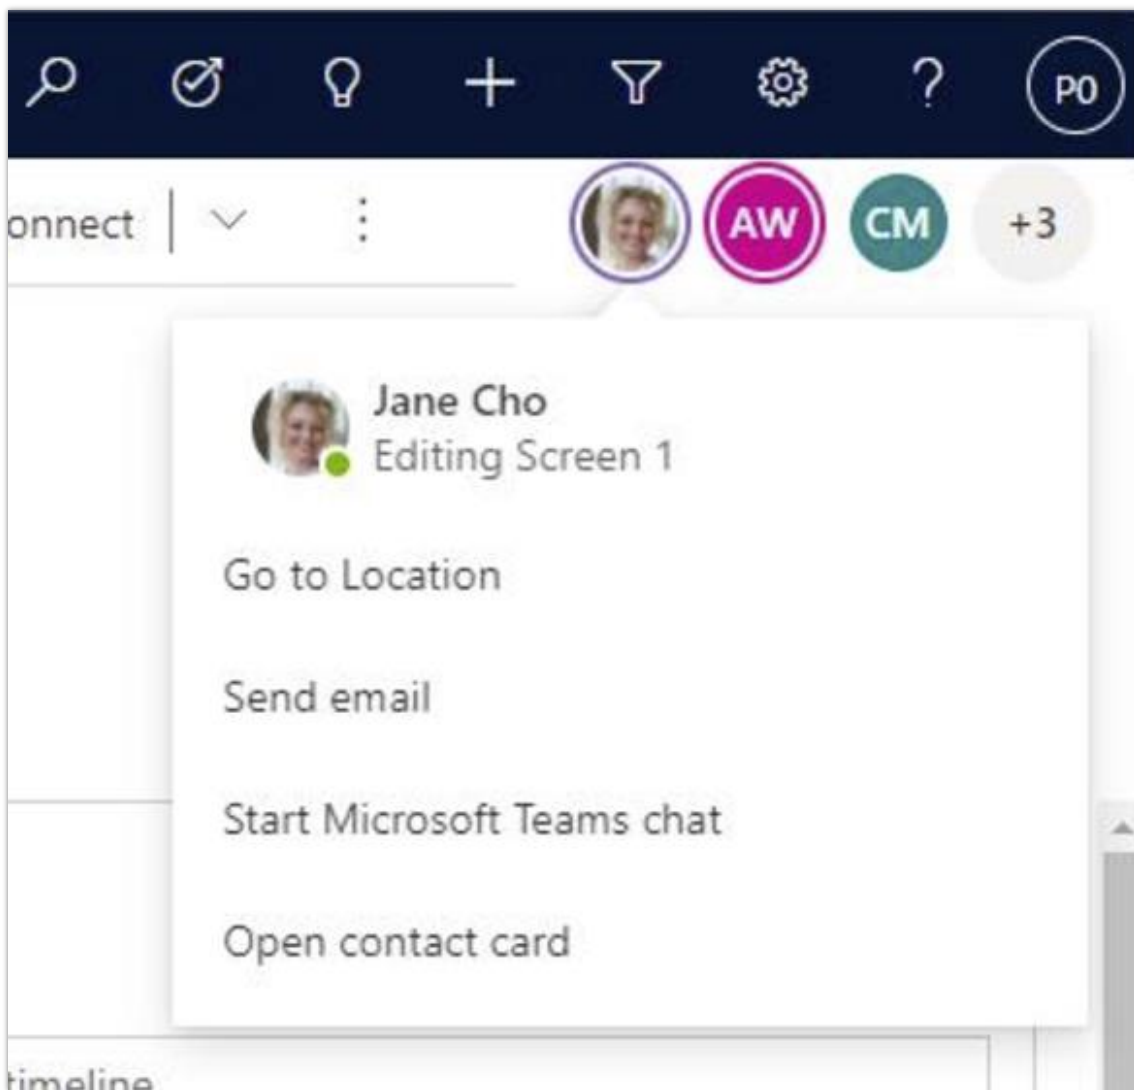 PO
onnect
AW
CM
+3
Jane Cho
Editing Screen 1
Go to Location
Send email
Start Microsoft Teams chat
Open contact card
timeline